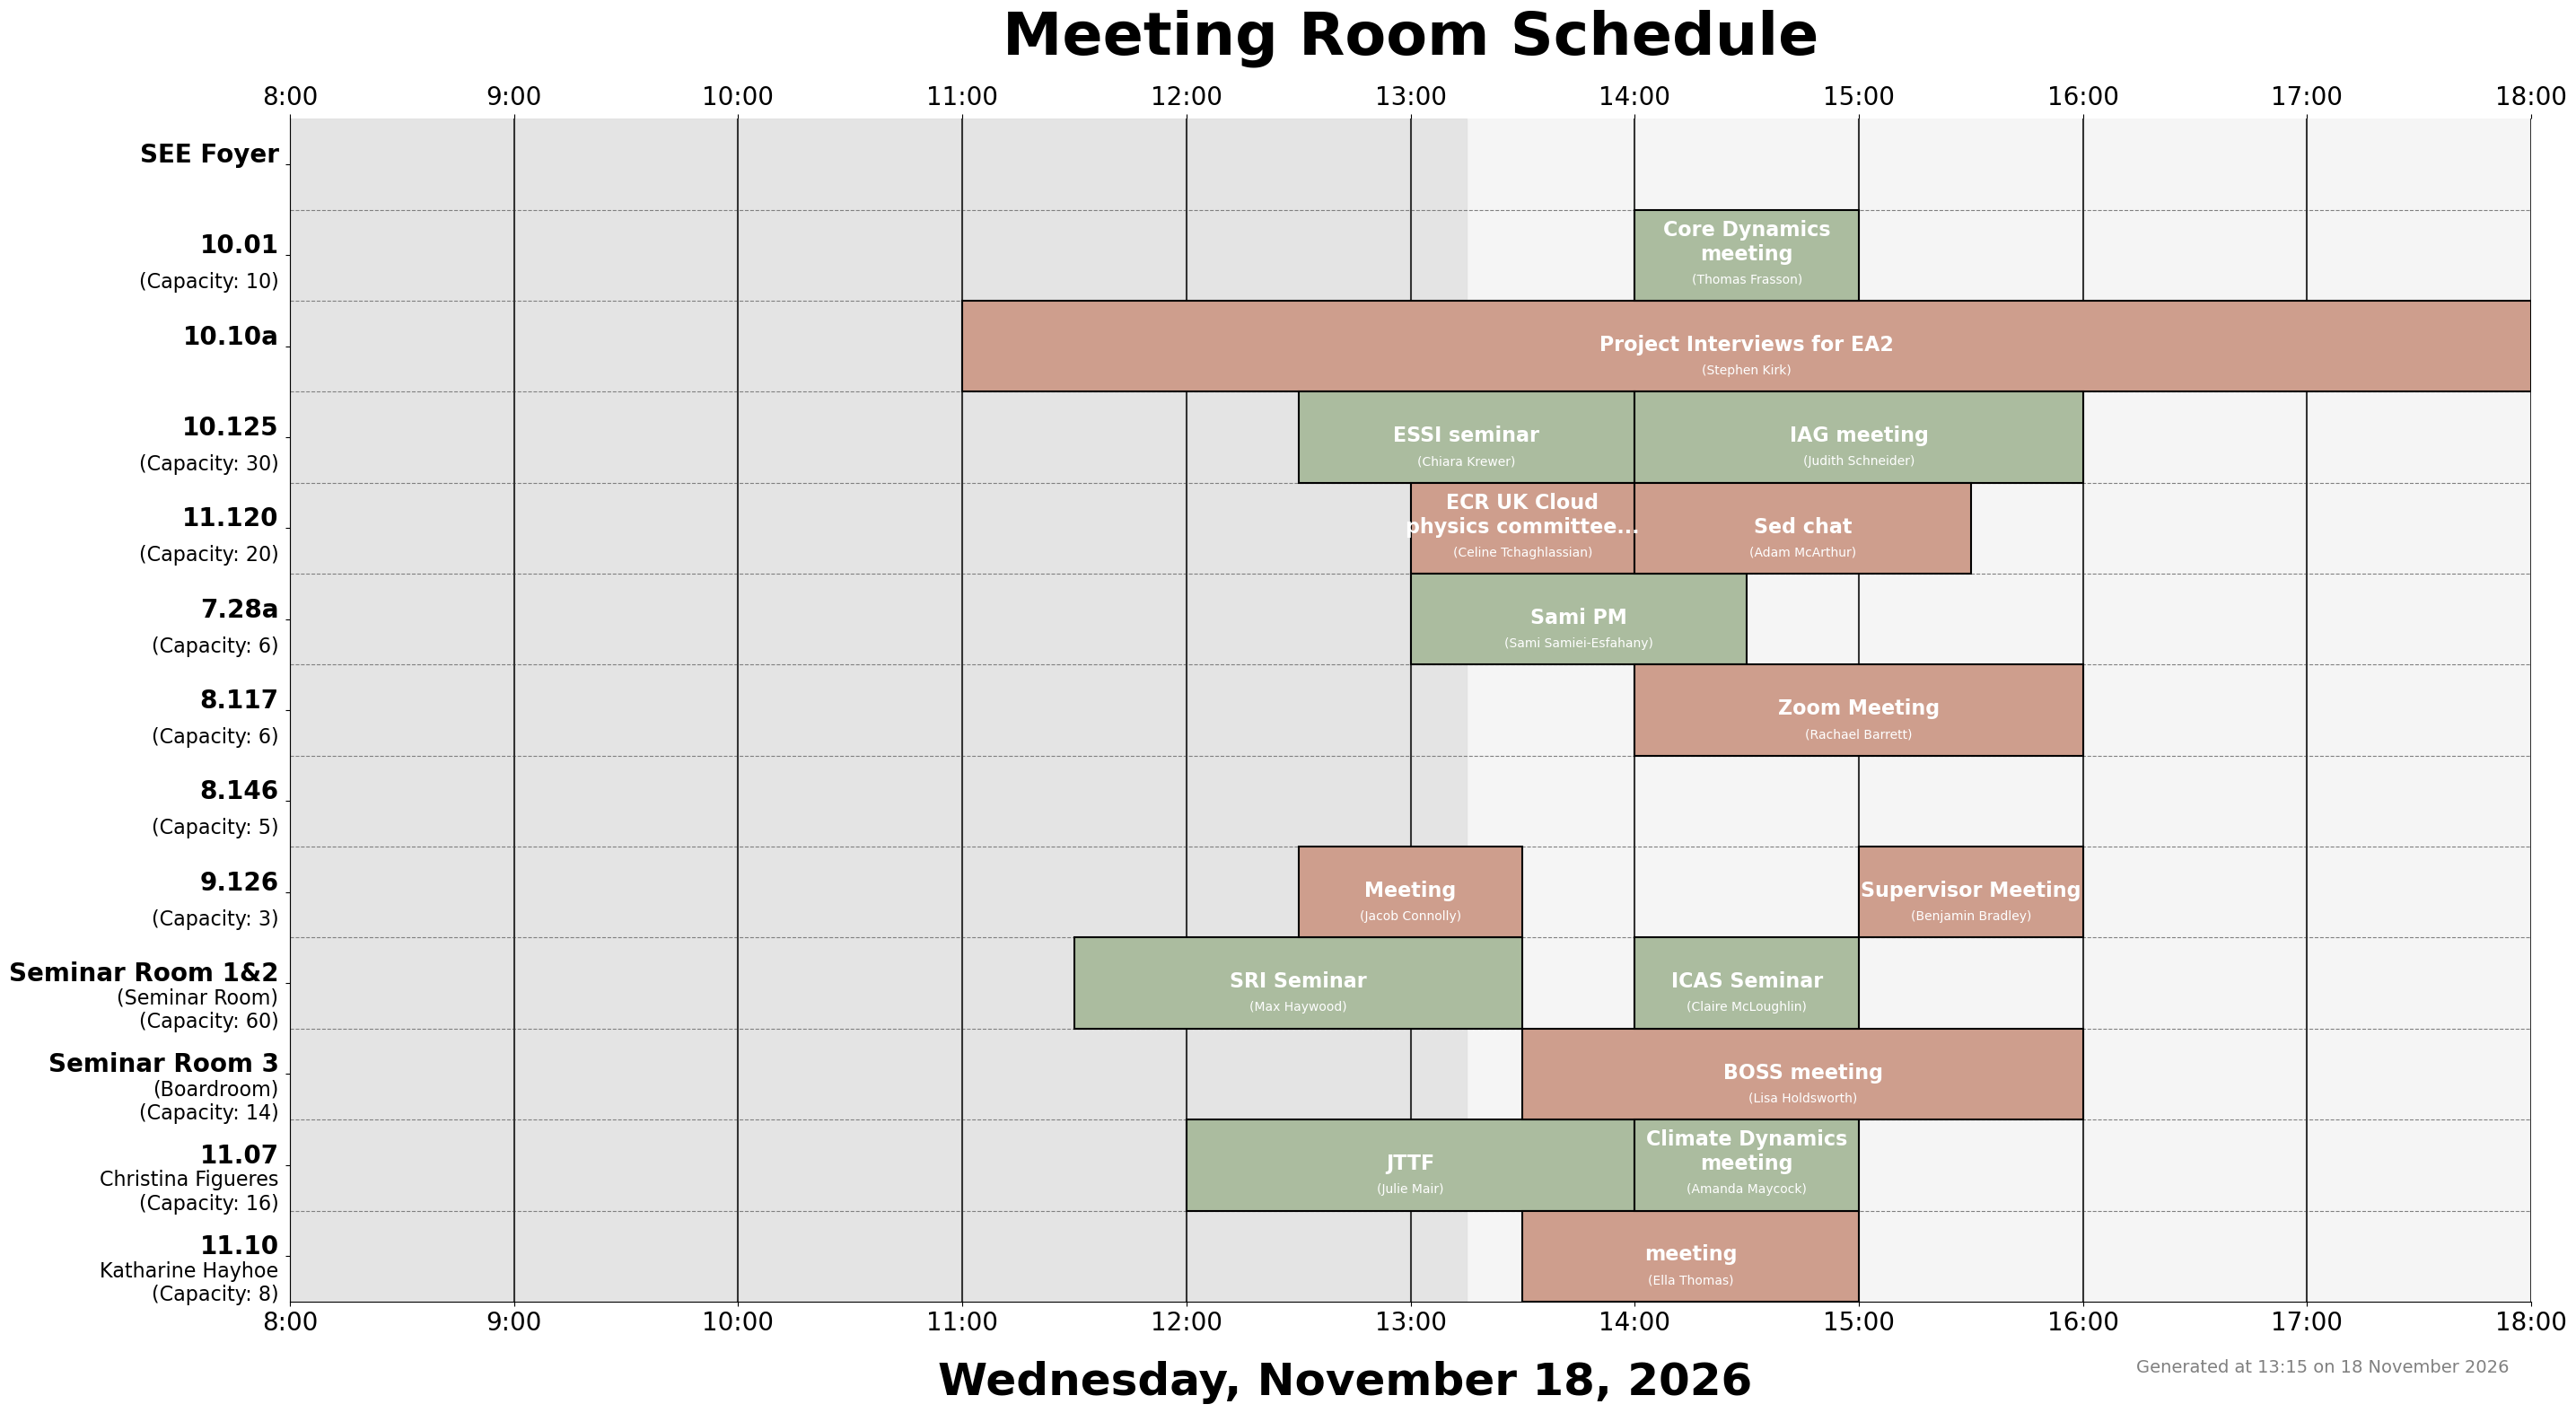 Meeting Room Schedule
8:00 9:00 10:00 11:00 12:00 13:00 14:00 15:00 16:00 17:00 18:00
SEE Foyer
10.01
(Capacity: 10)
Core Dynamics
meeting
(Thomas Frasson)
10.10a
Project Interviews for EA2
(Stephen Kirk)
10.125
(Capacity: 30)
ESSI seminar
(Chiara Krewer)
IAG meeting
(Judith Schneider)
11.120
(Capacity: 20)
ECR UK Cloud
physics committee...
(Celine Tchaghlassian)
Sed chat
(Adam McArthur)
7.28a
(Capacity: 6)
Sami PM
(Sami Samiei-Esfahany)
8.117
(Capacity: 6)
Zoom Meeting
(Rachael Barrett)
8.146
(Capacity: 5)
9.126
(Capacity: 3)
Meeting
(Jacob Connolly)
Supervisor Meeting
(Benjamin Bradley)
Seminar Room 1&2
(Seminar Room)
(Capacity: 60)
SRI Seminar
(Max Haywood)
ICAS Seminar
(Claire McLoughlin)
Seminar Room 3
(Boardroom)
(Capacity: 14)
BOSS meeting
(Lisa Holdsworth)
11.07
Christina Figueres
(Capacity: 16)
JTTF
(Julie Mair)
Climate Dynamics
meeting
(Amanda Maycock)
11.10
Katharine Hayhoe
(Capacity: 8)
meeting
(Ella Thomas)
8:00 9:00 10:00 11:00 12:00 13:00 14:00 15:00 16:00 17:00 18:00
Wednesday, November 18, 2026
Generated at 13:15 on 18 November 2026